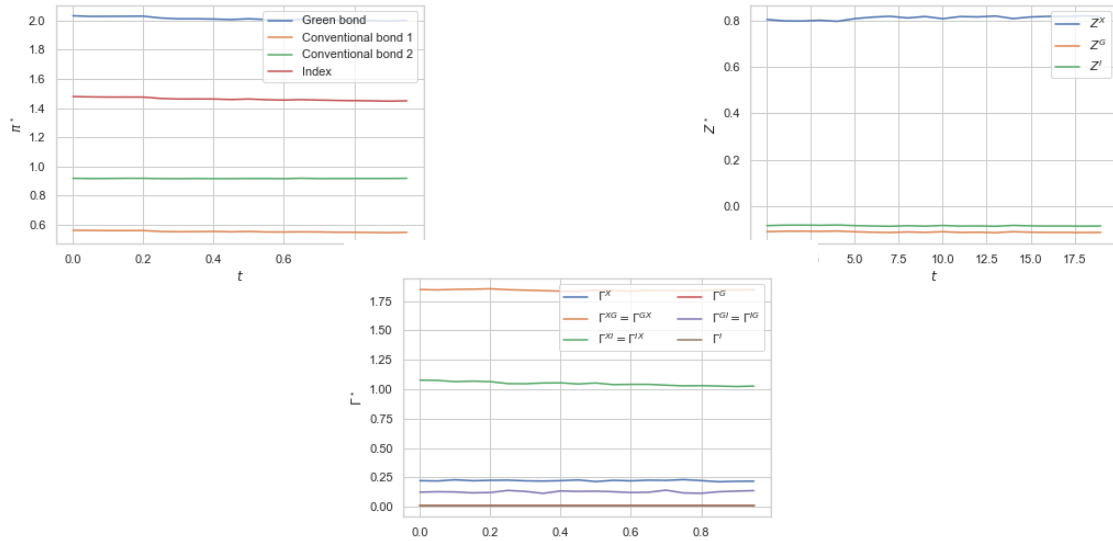 2.0
1.8
1.6
1.4
1.2
1.0
0.8
0.6
π*
0.0 0.2 0.4 0.6
t
Green bond
Conventional bond 1
Conventional bond 2
Index
0.8
0.6
0.4
0.2
0.0
Z*
5.0 7.5 10.0 12.5 15.0 17.5
t
Z^X
Z^G
Z^I
1.75
1.50
1.25
1.00
0.75
0.50
0.25
0.00
Γ*
0.0 0.2 0.4 0.6 0.8
Γ^X
Γ^{XG} = Γ^{GX}
Γ^{XI} = Γ^{IX}
Γ^G
Γ^{GI} = Γ^{IG}
Γ^I